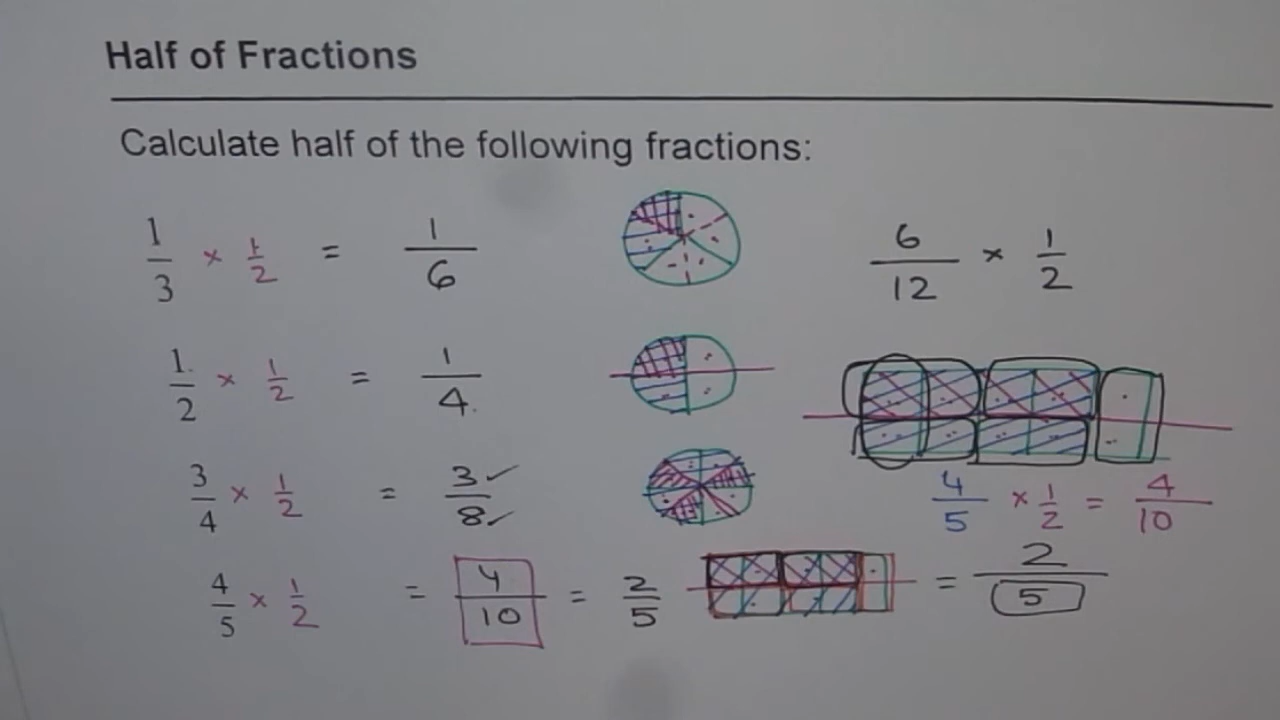 Half of Fractions
Calculate half of the following fractions:
1/3 × 1/2 = 1/6
6/12 × 1/2
1/2 × 1/2 = 1/4
3/4 × 1/2 = 3/8
4/5 × 1/2 = 4/10
4/5 × 1/2 = 4/10 = 2/5 = 2/5